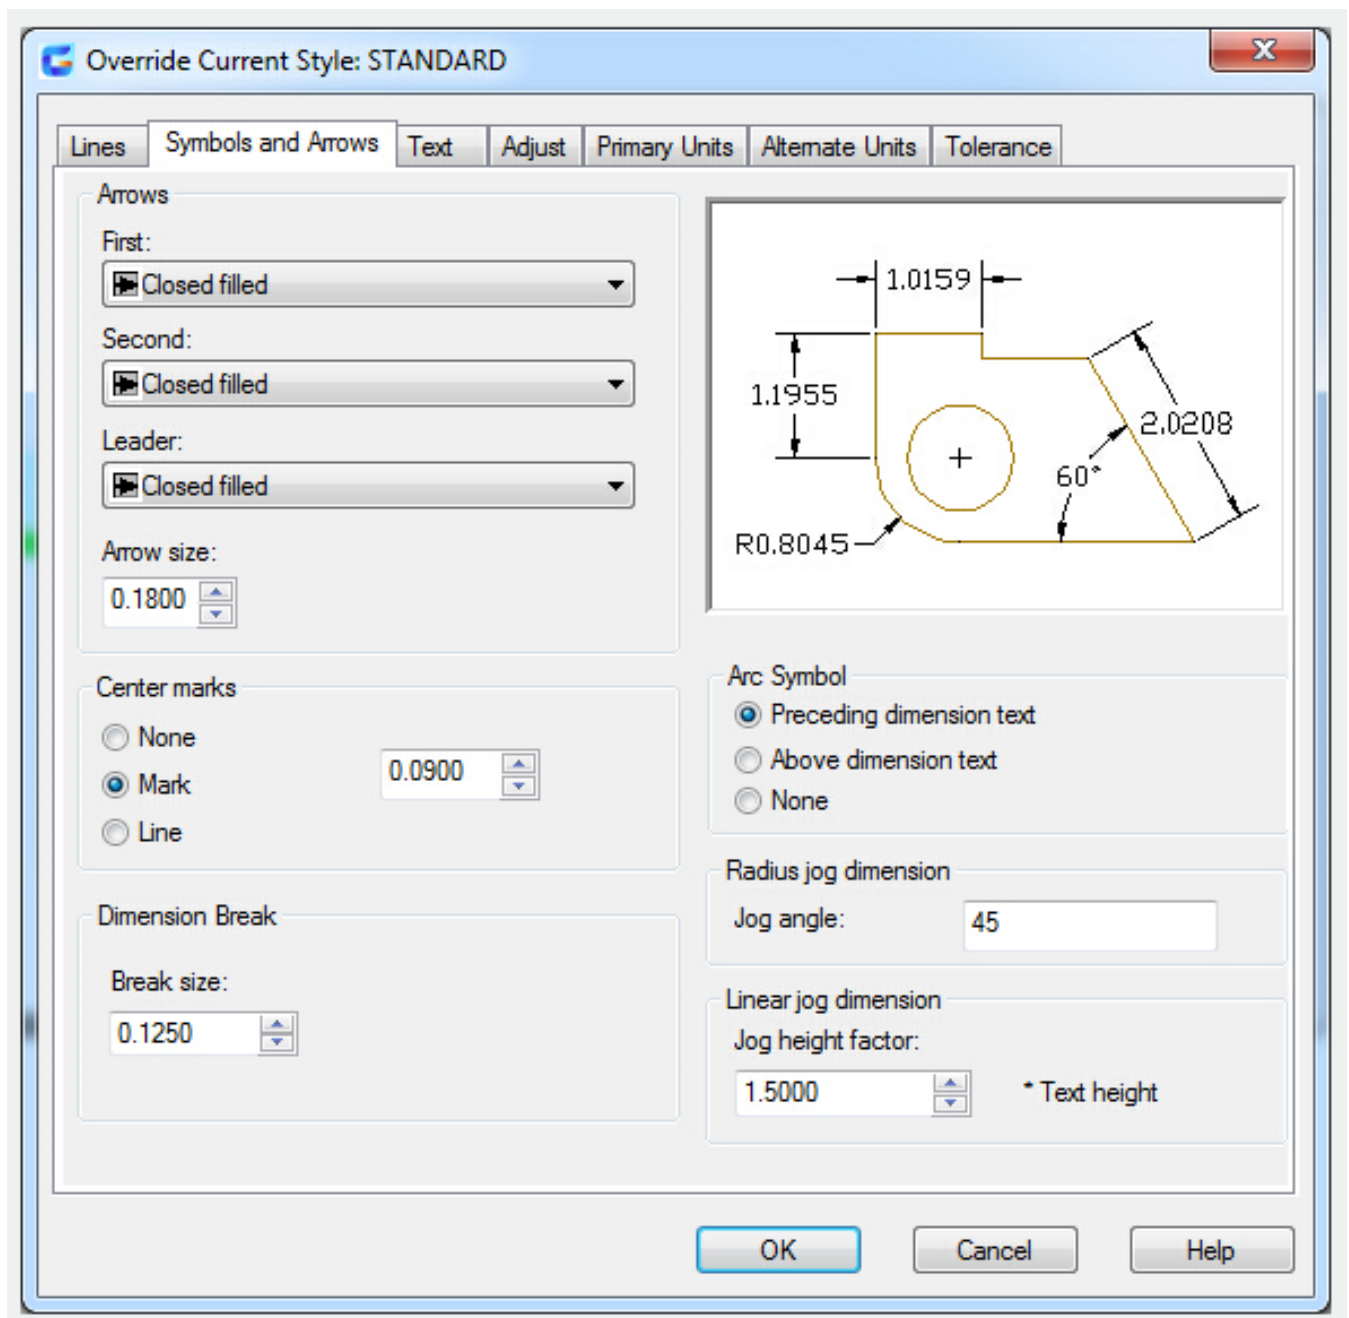 Override Current Style: STANDARD
Lines Symbols and Arrows Text Adjust Primary Units Alternate Units Tolerance
Arrows
First:
Closed filled
Second:
Closed filled
Leader:
Closed filled
Arrow size:
0.1800
1.0159
1.1955
2.0208
60°
R0.8045
Center marks
None
Mark
0.0900
Line
Arc Symbol
Preceding dimension text
Above dimension text
None
Dimension Break
Break size:
0.1250
Radius jog dimension
Jog angle: 45
Linear jog dimension
Jog height factor:
1.5000 * Text height
OK Cancel Help